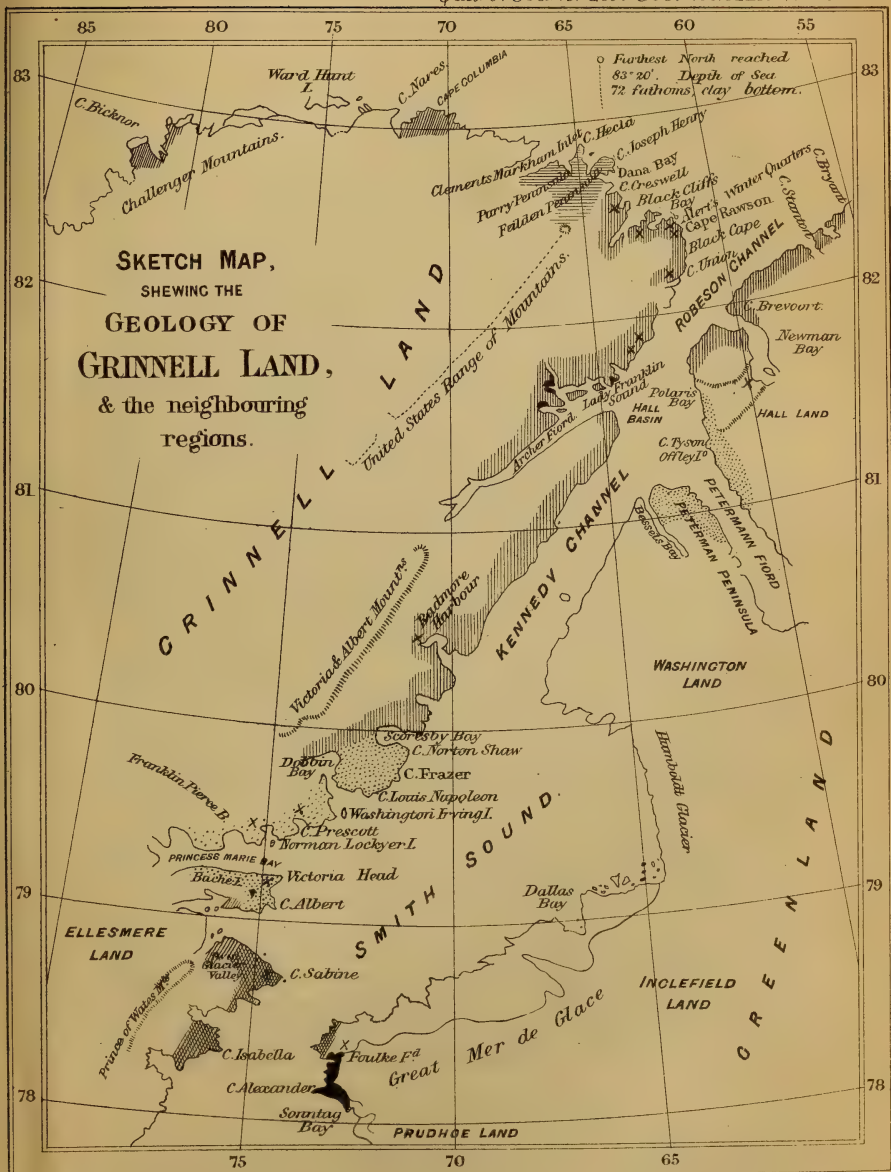 85 80 75 70 65 60 55
83
83
Ward Hunt
I.
C. Nares.
CAPE COLUMBIA
C. Bicknor
Challenger Mountains.
Furthest North reached
83° 20'. Depth of Sea
72 fathoms, clay bottom.
Clements Markham Inlet
C. Hecla
C. Joseph Henry
Parry Peninsula
Feilden Peninsula
Dana Bay
C. Creswell
Black Cliffs
Bay
Alert's Winter Quarters
Cape Rawson
Black Cape
C. Union
C. Bryant
C. Stanton
ROBESON CHANNEL
C. Brevoort.
Newman
Bay
82
82
SKETCH MAP,
SHEWING THE
GEOLOGY OF
GRINNELL LAND,
& the neighbouring
regions.
GRINNELL LAND
United States Range of Mountains.
Lady Franklin
Sound
Archer Fiord.
HALL
BASIN
Polaris
Bay
HALL LAND
C. Tyson
Offley Iᵈ
81
81
PETERMANN FIORD
PETERMAN PENINSULA
Bessels Bay
KENNEDY CHANNEL
Radmore
Harbour
Victoria & Albert Mountⁿˢ
WASHINGTON
LAND
80
80
Scoresby Bay
C. Norton Shaw
Dobbin
Bay
C. Frazer
C. Louis Napoleon
Washington Irving I.
Franklin Pierce B.
C. Prescott
Norman Lockyer I.
PRINCESS MARIE BAY
Bache I.
Victoria Head
C. Albert
Humboldt Glacier
SMITH SOUND.
GREENLAND
79
79
Dallas
Bay
ELLESMERE
LAND
Glacier
Valley
C. Sabine
Prince of Wales Mᵗˢ
INGLEFIELD
LAND
Great Mer de Glace
C. Isabella
Foulke Fᵈ
C. Alexander
78
78
Sonntag
Bay
PRUDHOE LAND
75 70 65